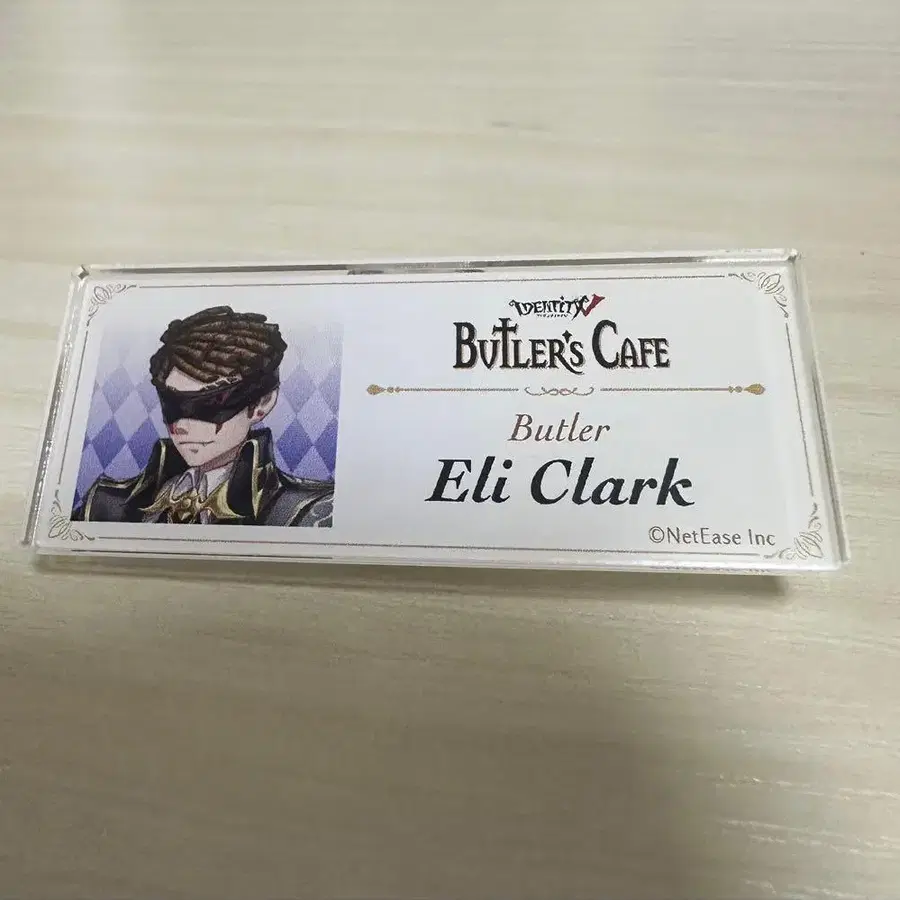 IDENTITY V
BUTLER'S CAFE
Butler
Eli Clark
©NetEase Inc